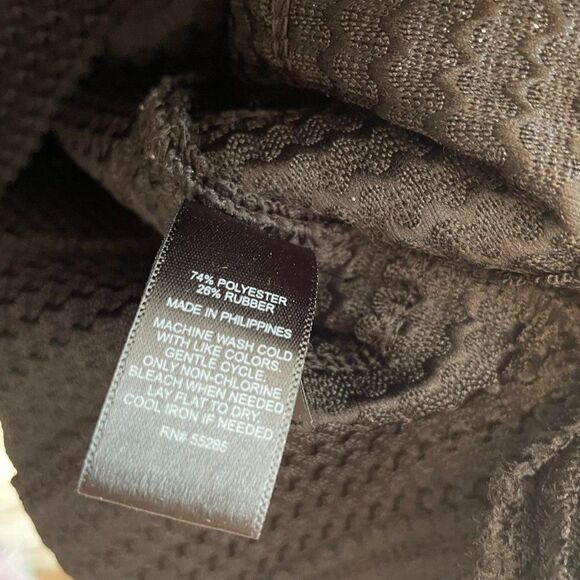 74% POLYESTER
26% RUBBER
MADE IN PHILIPPINES
MACHINE WASH COLD
WITH LIKE COLORS.
GENTLE CYCLE.
ONLY NON-CHLORINE
BLEACH WHEN NEEDED
LAY FLAT TO DRY.
COOL IRON IF NEEDED
RN# 55285